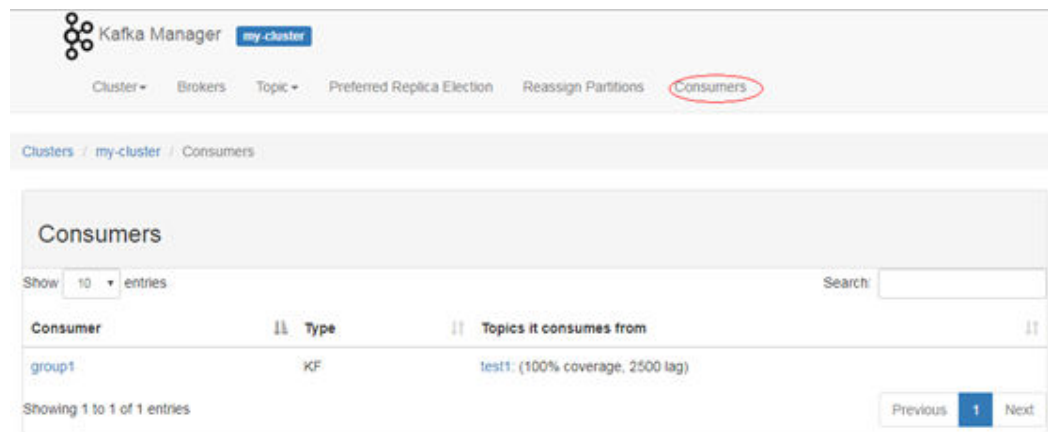 Kafka Manager my-cluster
Cluster Brokers Topic Preferred Replica Election Reassign Partitions Consumers
Clusters / my-cluster / Consumers
Consumers
Show 10 entries Search:
Consumer Type Topics it consumes from
group1 KF test1: (100% coverage, 2500 lag)
Showing 1 to 1 of 1 entries Previous 1 Next